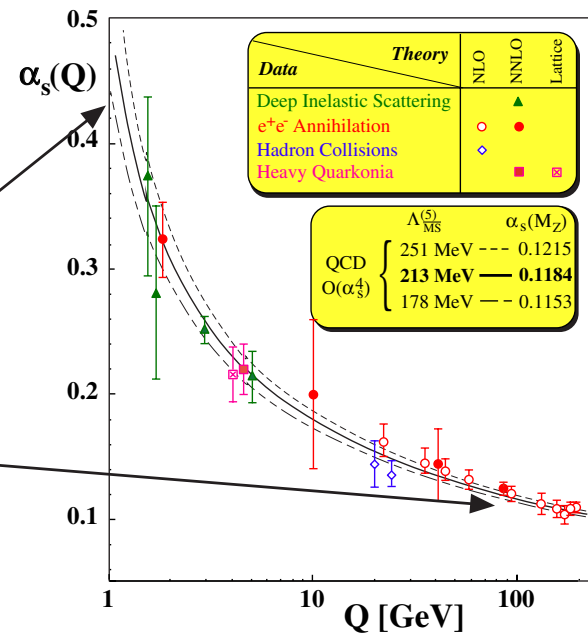 0.5
αs(Q)
0.4
0.3
0.2
0.1
Theory
Data
NLO
NNLO
Lattice
Deep Inelastic Scattering
e⁺e⁻ Annihilation
Hadron Collisions
Heavy Quarkonia
Λ(5)MS αs(MZ)
QCD
O(αs⁴)
251 MeV 0.1215
213 MeV 0.1184
178 MeV 0.1153
1 10 100
Q [GeV]